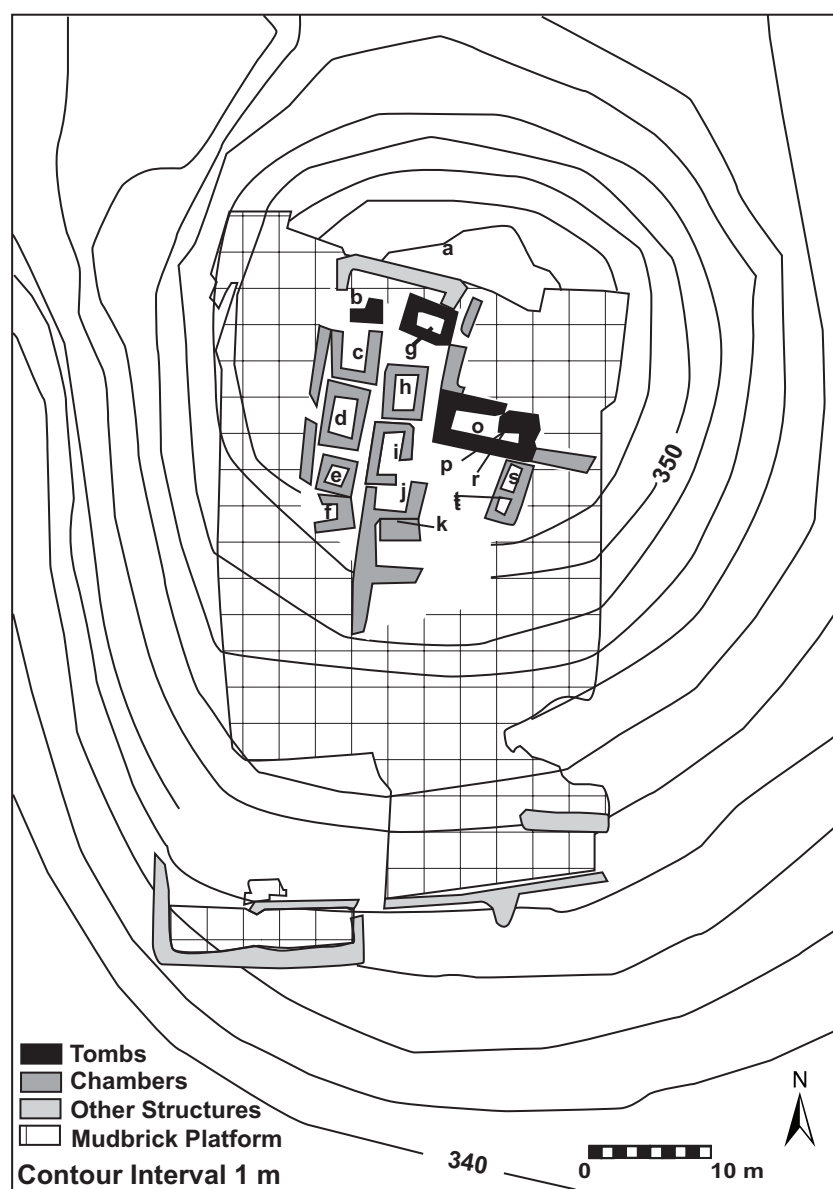 a
b
g
c
h
d
o
i
p
r
s
e
j
t
f
k
350
Tombs
Chambers
Other Structures
Mudbrick Platform
Contour Interval 1 m
340
N
0 10 m